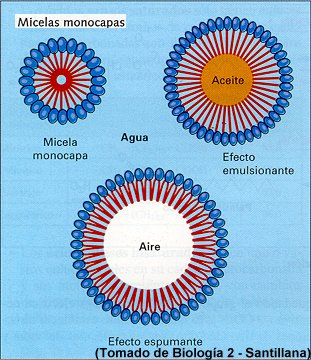 Micelas monocapas
Aceite
Micela
monocapa
Agua
Efecto
emulsionante
Aire
Efecto espumante
(Tomado de Biología 2 - Santillana)